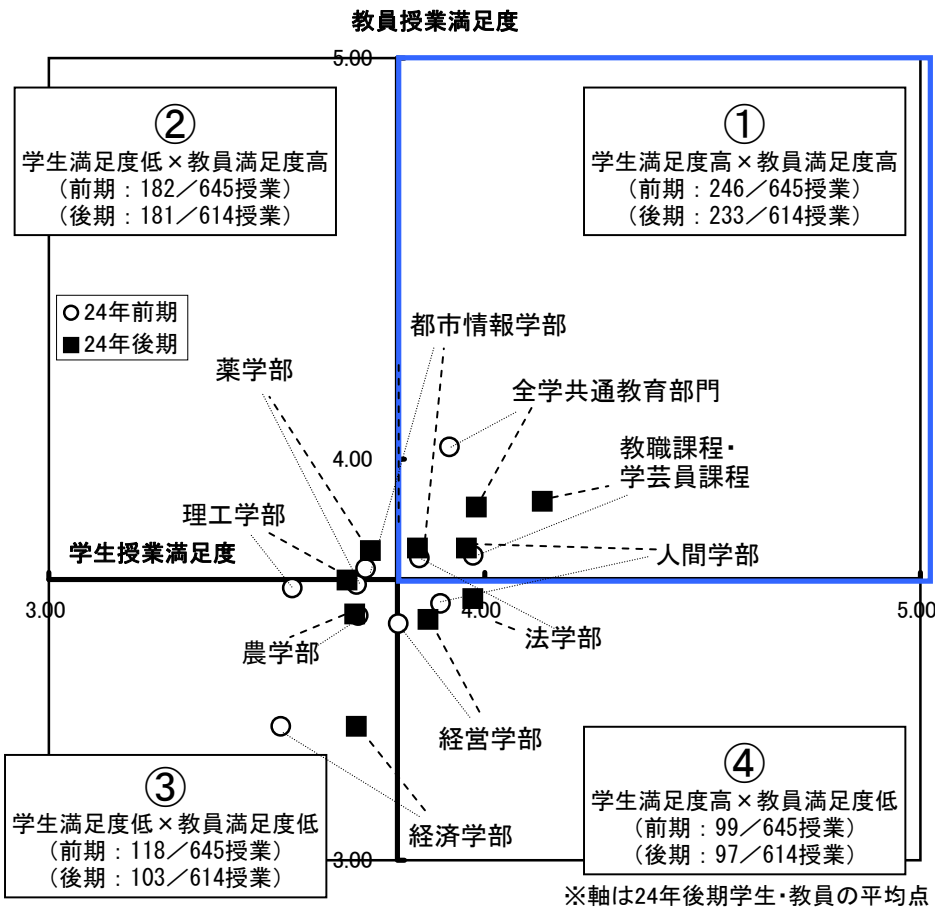 教員授業満足度
5.00
②
学生満足度低×教員満足度高
(前期：182／645授業)
(後期：181／614授業)
①
学生満足度高×教員満足度高
(前期：246／645授業)
(後期：233／614授業)
○24年前期
■24年後期
都市情報学部
薬学部
全学共通教育部門
4.00
教職課程・
学芸員課程
理工学部
学生授業満足度
人間学部
3.00
4.00
5.00
農学部
法学部
経営学部
③
学生満足度低×教員満足度低
(前期：118／645授業)
(後期：103／614授業)
経済学部
3.00
④
学生満足度高×教員満足度低
(前期：99／645授業)
(後期：97／614授業)
※軸は24年後期学生・教員の平均点